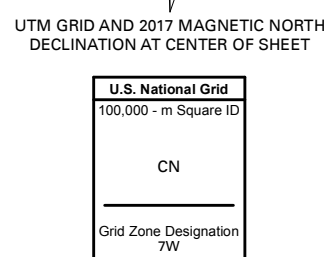 UTM GRID AND 2017 MAGNETIC NORTH
DECLINATION AT CENTER OF SHEET
U.S. National Grid
100,000 - m Square ID
CN
Grid Zone Designation
7W